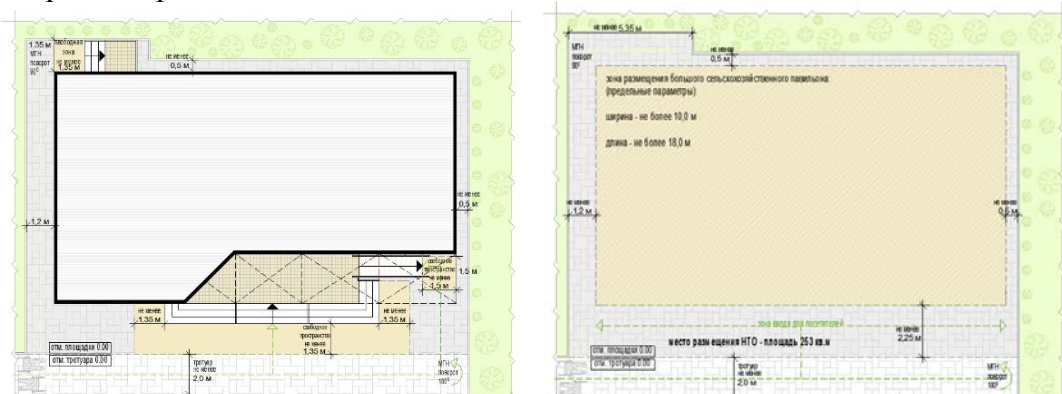 1,35 м
МГН
поворот
90°
свободная
зона
не менее
1,35 м
не менее
0,5 м
не менее
0,5 м
1,2 м
свободное
пространство
не менее
1,5 м
1,5 м
не менее
1,35 м
не менее
1,35 м
свободное
пространство
не менее
1,35 м
отм. площадки 0.00
отм. тротуара 0.00
тротуар
не менее
2,0 м
МГН
поворот
180°
не менее 5,35 м
МГН
поворот
90°
не менее
0,5 м
зона размещения большого сельскохозяйственного павильона
(предельные параметры)
ширина - не более 10,0 м
длина - не более 18,0 м
не менее
1,2 м
не менее
0,5 м
зона входа для посетителей
не менее
2,25 м
место размещения НТО - площадь 253 кв.м
отм. площадки 0.00
отм. тротуара 0.00
тротуар
не менее
2,0 м
МГН
поворот
180°